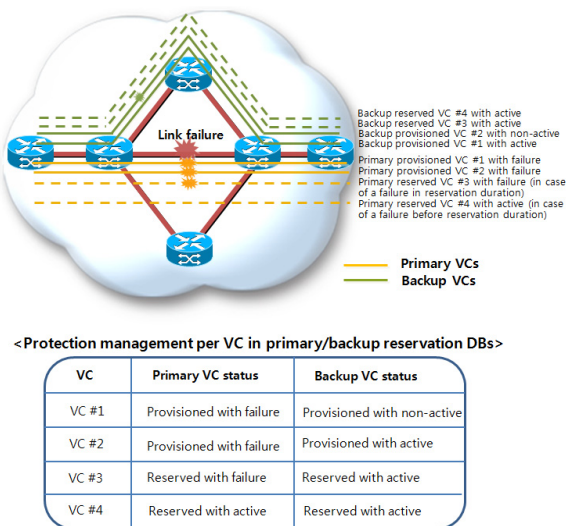 Link failure
Backup reserved VC #4 with active
Backup reserved VC #3 with active
Backup provisioned VC #2 with non-active
Backup provisioned VC #1 with active
Primary provisioned VC #1 with failure
Primary provisioned VC #2 with failure
Primary reserved VC #3 with failure (in case
of a failure in reservation duration)
Primary reserved VC #4 with active (in case
of a failure before reservation duration)
Primary VCs
Backup VCs
<Protection management per VC in primary/backup reservation DBs>
VC Primary VC status Backup VC status
VC #1 Provisioned with failure Provisioned with non-active
VC #2 Provisioned with failure Provisioned with active
VC #3 Reserved with failure Reserved with active
VC #4 Reserved with active Reserved with active